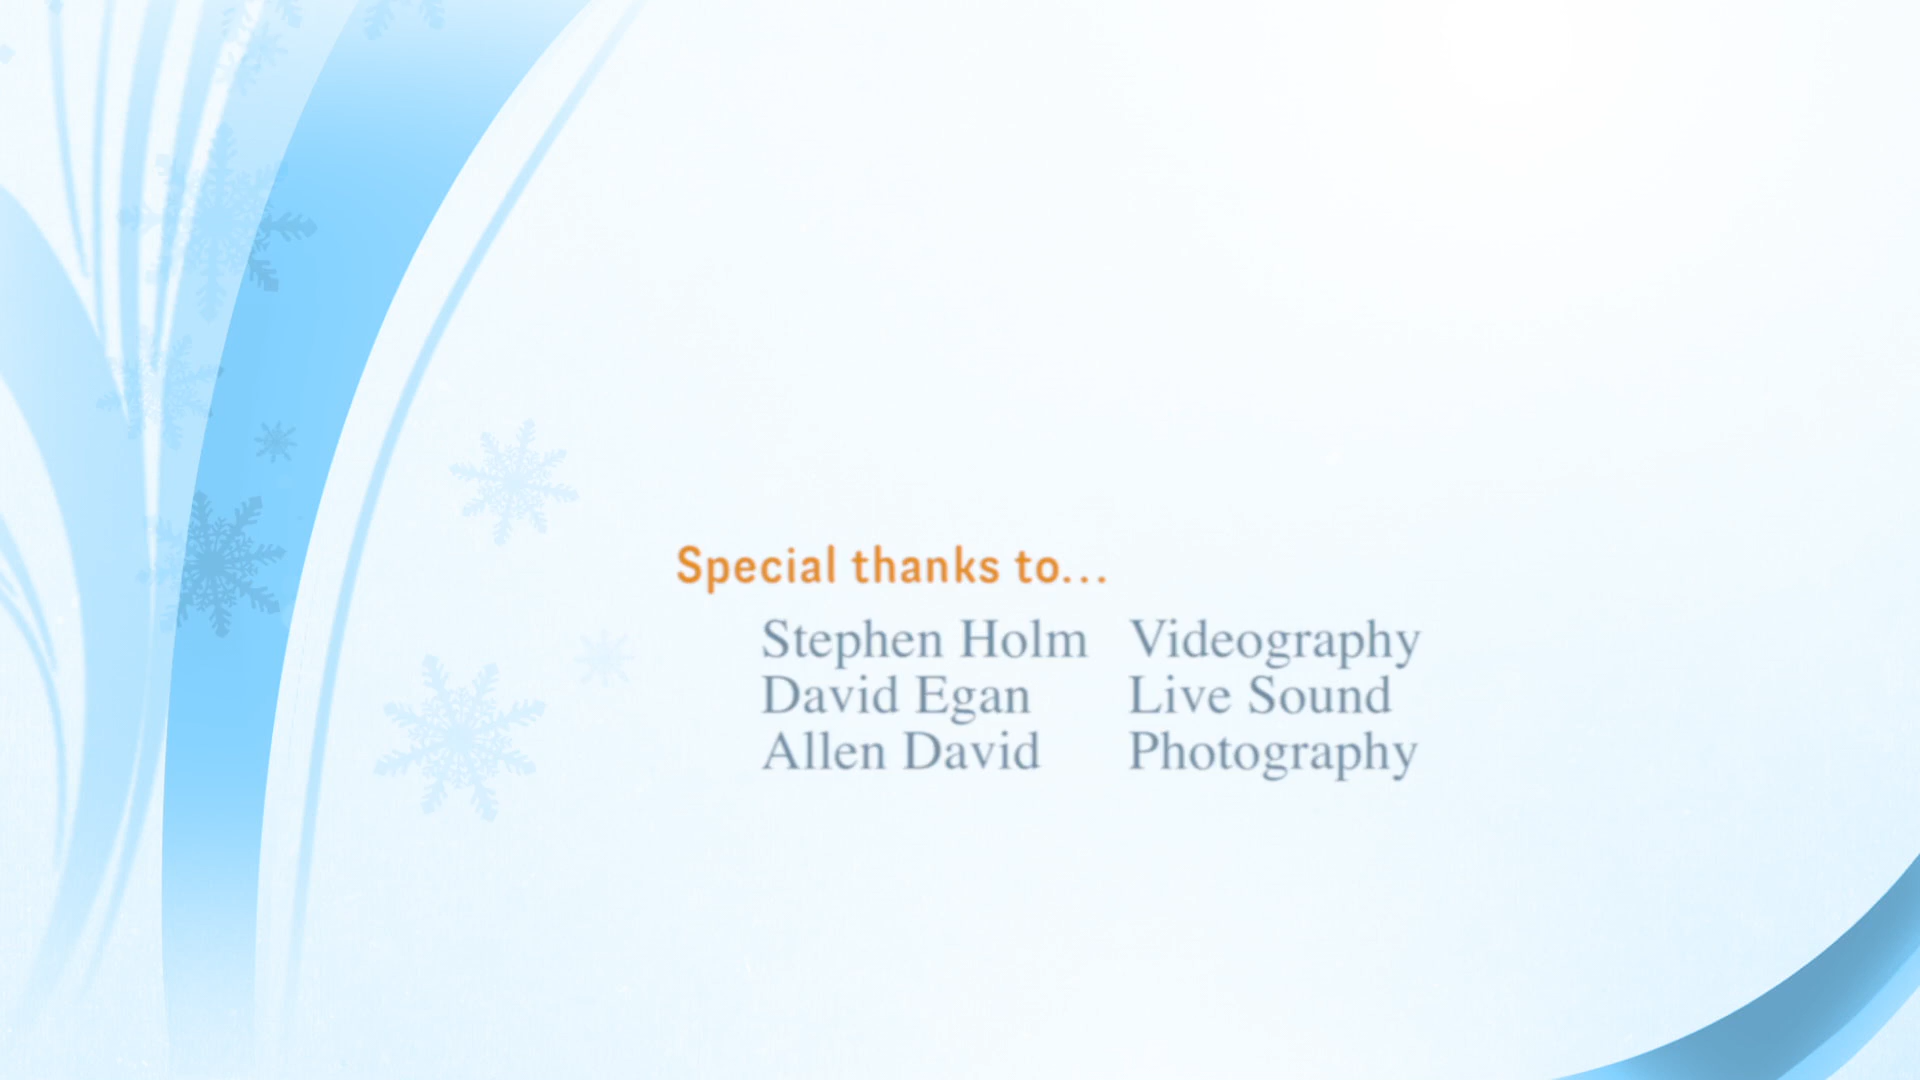 Special thanks to...
Stephen Holm Videography
David Egan Live Sound
Allen David Photography